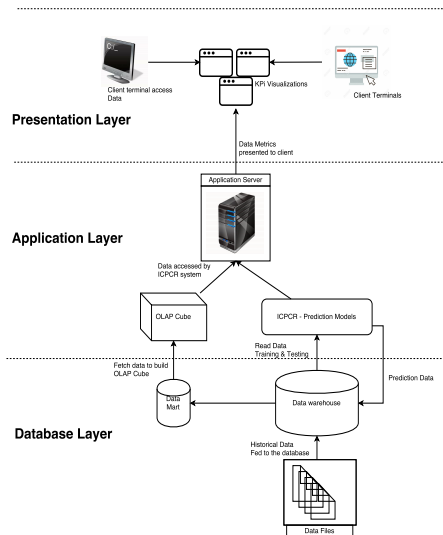 C:\_
Client terminal access
Data
KPi Visualizations
Client Terminals
Presentation Layer
Data Metrics
presented to client
Application Server
Application Layer
Data accessed by
ICPCR system
OLAP Cube
ICPCR - Prediction Models
Fetch data to build
OLAP Cube
Read Data
Training & Testing
Prediction Data
Data
Mart
Data warehouse
Database Layer
Historical Data
Fed to the database
Data Files